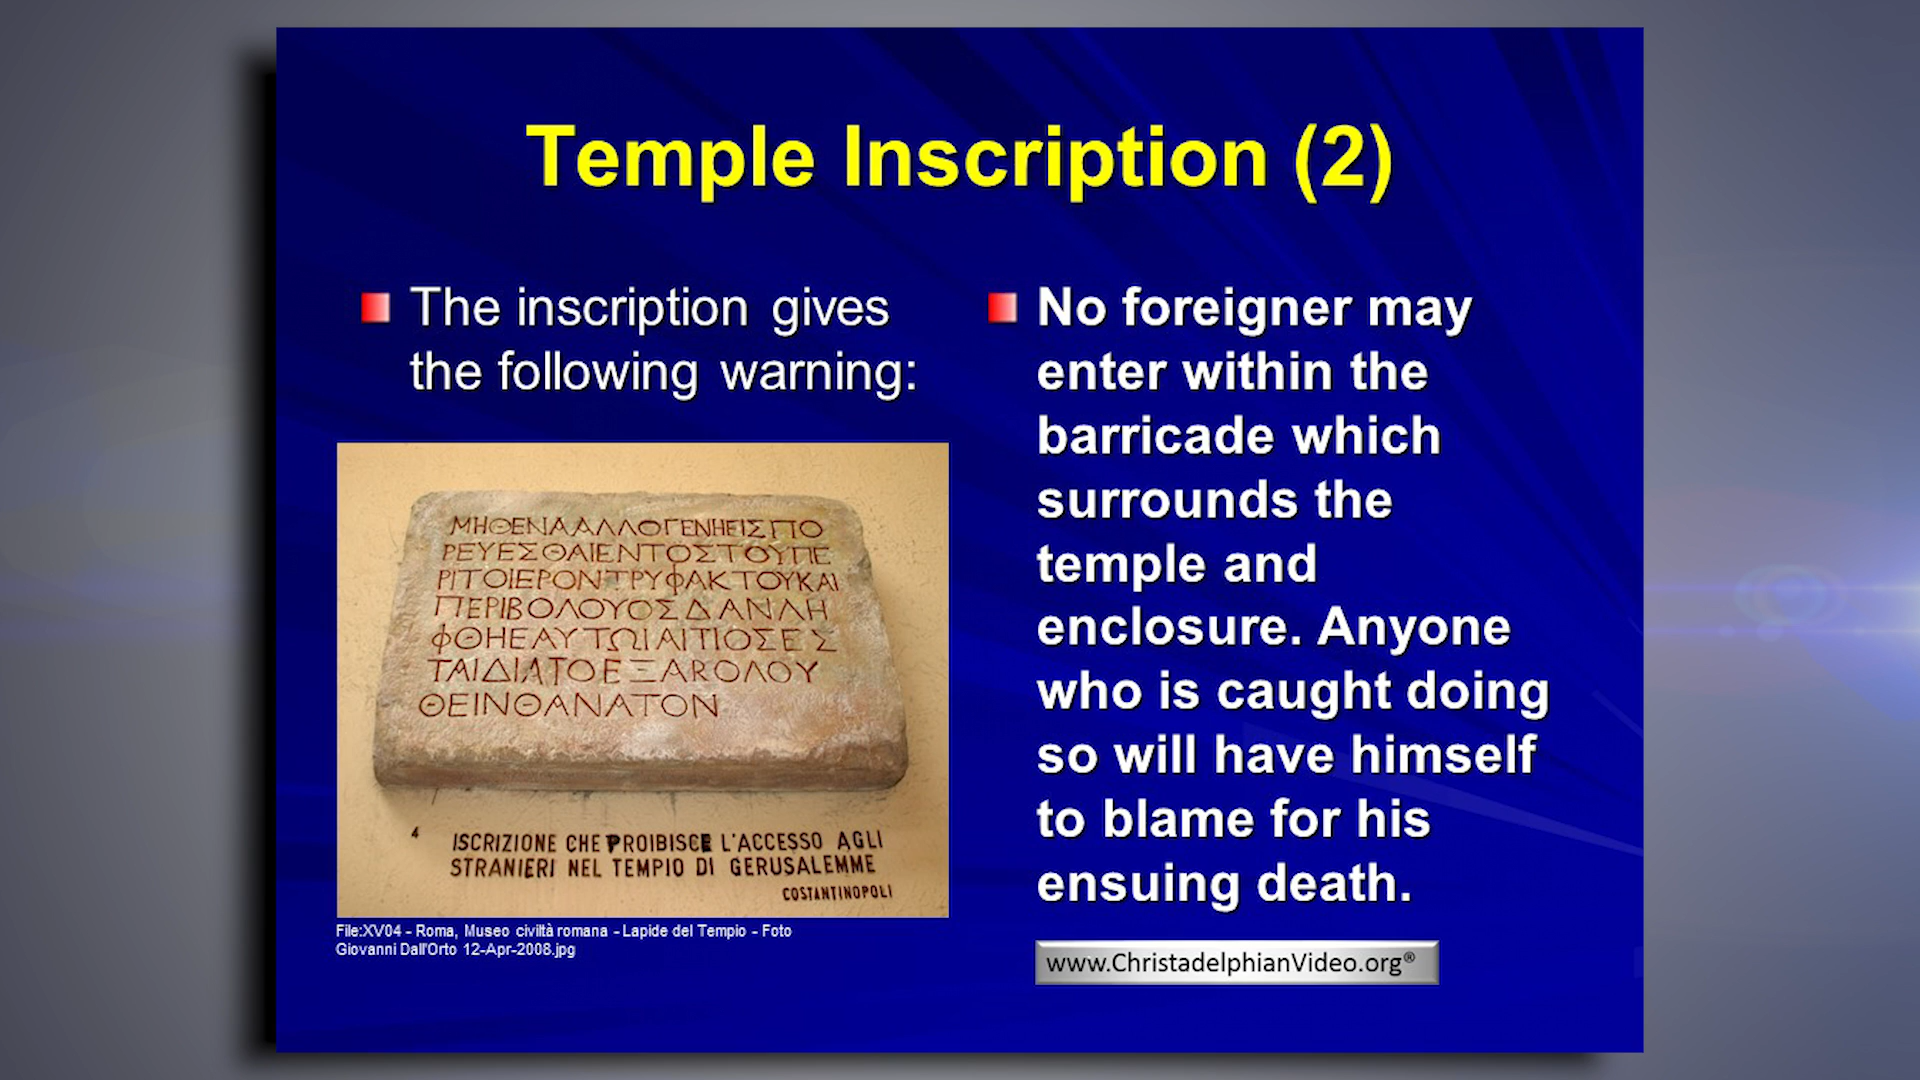 Temple Inscription (2)
The inscription gives
the following warning:
ΜΗΘΕΝΑΑΛΛΟΓΕΝΗΕΙΣΠΟ
ΡΕΥΕΣΘΑΙΕΝΤΟΣΤΟΥΠΕ
ΡΙΤΟΙΕΡΟΝΤΡΥΦΑΚΤΟΥΚΑΙ
ΠΕΡΙΒΟΛΟΥΟΣΔΑΝΛΗ
ΦΘΗΕΑΥΤΩΙΑΙΤΙΟΣΕΣ
ΤΑΙΔΙΑΤΟΕΞΑΚΟΛΟΥ
ΘΕΙΝΘΑΝΑΤΟΝ
4
ISCRIZIONE CHE PROIBISCE L'ACCESSO AGLI
STRANIERI NEL TEMPIO DI GERUSALEMME
COSTANTINOPOLI
File:XV04 - Roma, Museo civiltà romana - Lapide del Tempio - Foto
Giovanni Dall'Orto 12-Apr-2008.jpg
No foreigner may
enter within the
barricade which
surrounds the
temple and
enclosure. Anyone
who is caught doing
so will have himself
to blame for his
ensuing death.
www.ChristadelphianVideo.org®